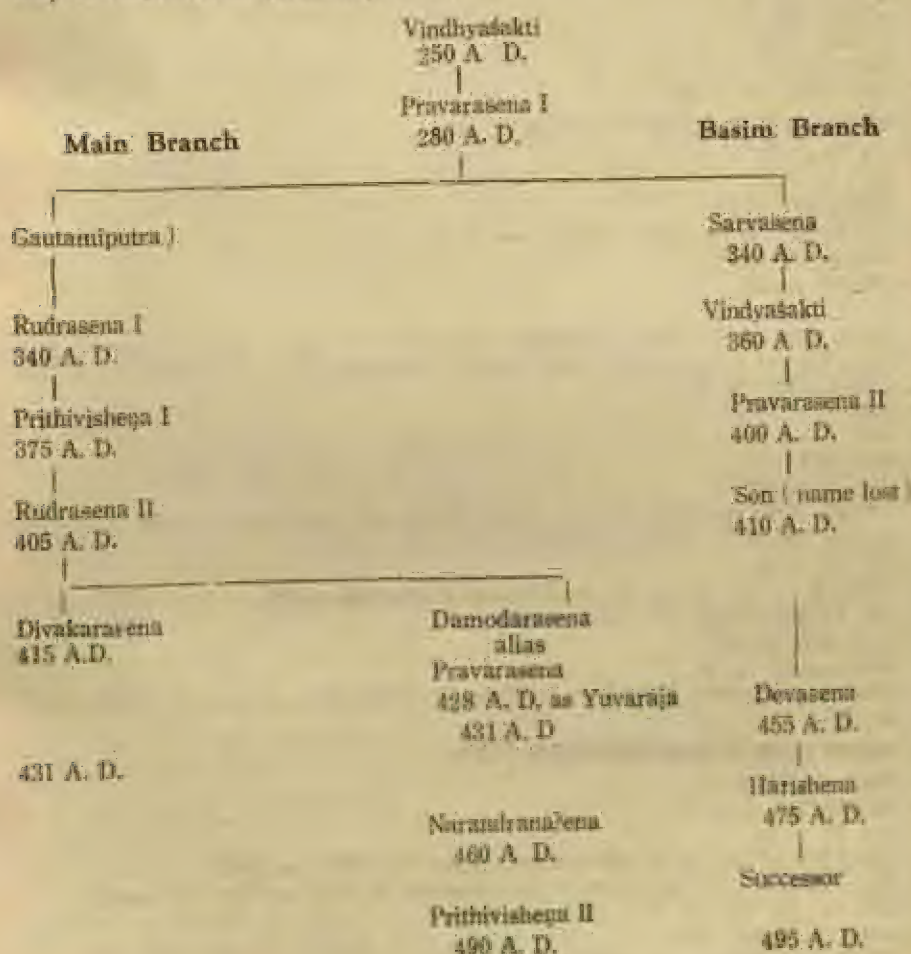 Vindhyaśakti
250 A. D.
Pravarasena I
280 A. D.
Main Branch
Basim Branch
Gautamiputra )
Rudrasena I
340 A. D.
Prithivisheṇa I
375 A. D.
Rudrasena II
405 A. D.
Sarvasena
340 A. D.
Vindyaśakti
360 A. D.
Pravarasena II
400 A. D.
Son ( name lost )
410 A. D.
Divakarasena
415 A.D.
431 A. D.
Damodarasena
alias
Pravarasena
428 A. D. as Yuvarāja
431 A. D
460 A. D.
Prithivisheṇa II
490 A. D.
Devasena
455 A. D.
Harishena
475 A. D.
Successor
495 A. D.